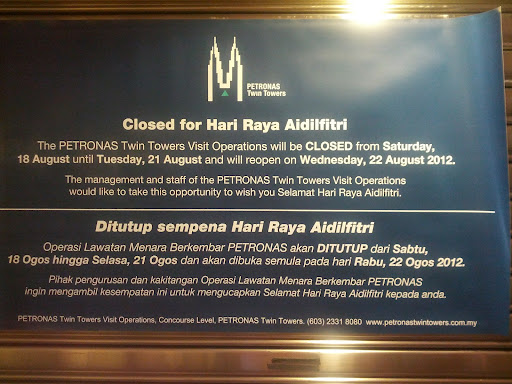 PETRONAS
Twin Towers
Closed for Hari Raya Aidilfitri
The PETRONAS Twin Towers Visit Operations will be CLOSED from Saturday,
18 August until Tuesday, 21 August and will reopen on Wednesday, 22 August 2012.
The management and staff of the PETRONAS Twin Towers Visit Operations
would like to take this opportunity to wish you Selamat Hari Raya Aidilfitri.
Ditutup sempena Hari Raya Aidilfitri
Operasi Lawatan Menara Berkembar PETRONAS akan DITUTUP dari Sabtu,
18 Ogos hingga Selasa, 21 Ogos dan akan dibuka semula pada hari Rabu, 22 Ogos 2012.
Pihak pengurusan dan kakitangan Operasi Lawatan Menara Berkembar PETRONAS
ingin mengambil kesempatan ini untuk mengucapkan Selamat Hari Raya Aidilfitri kepada anda.
PETRONAS Twin Towers Visit Operations, Concourse Level, PETRONAS Twin Towers. (603) 2331 8080 www.petronastwintowers.com.my